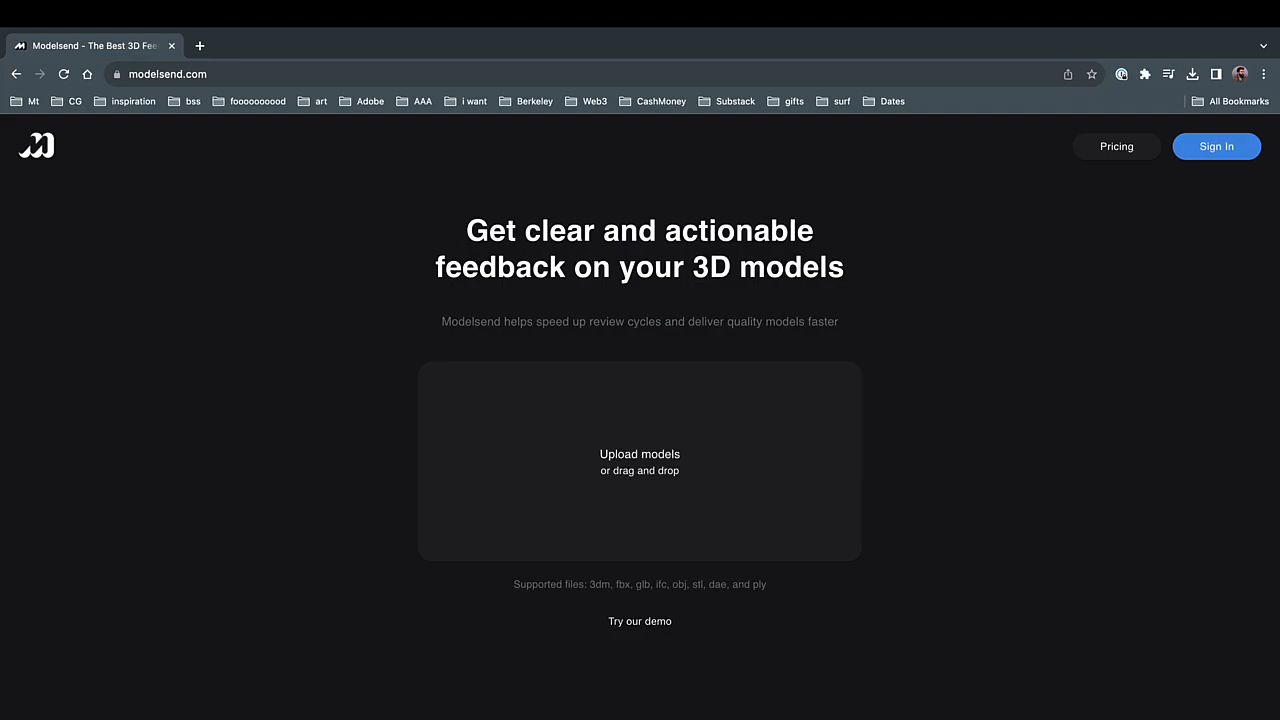 Modelsend - The Best 3D Fee
modelsend.com
Mt CG inspiration bss foooooooood art Adobe AAA i want Berkeley Web3 CashMoney Substack gifts surf Dates All Bookmarks
Pricing Sign In
Get clear and actionable
feedback on your 3D models
Modelsend helps speed up review cycles and deliver quality models faster
Upload models
or drag and drop
Supported files: 3dm, fbx, glb, ifc, obj, stl, dae, and ply
Try our demo